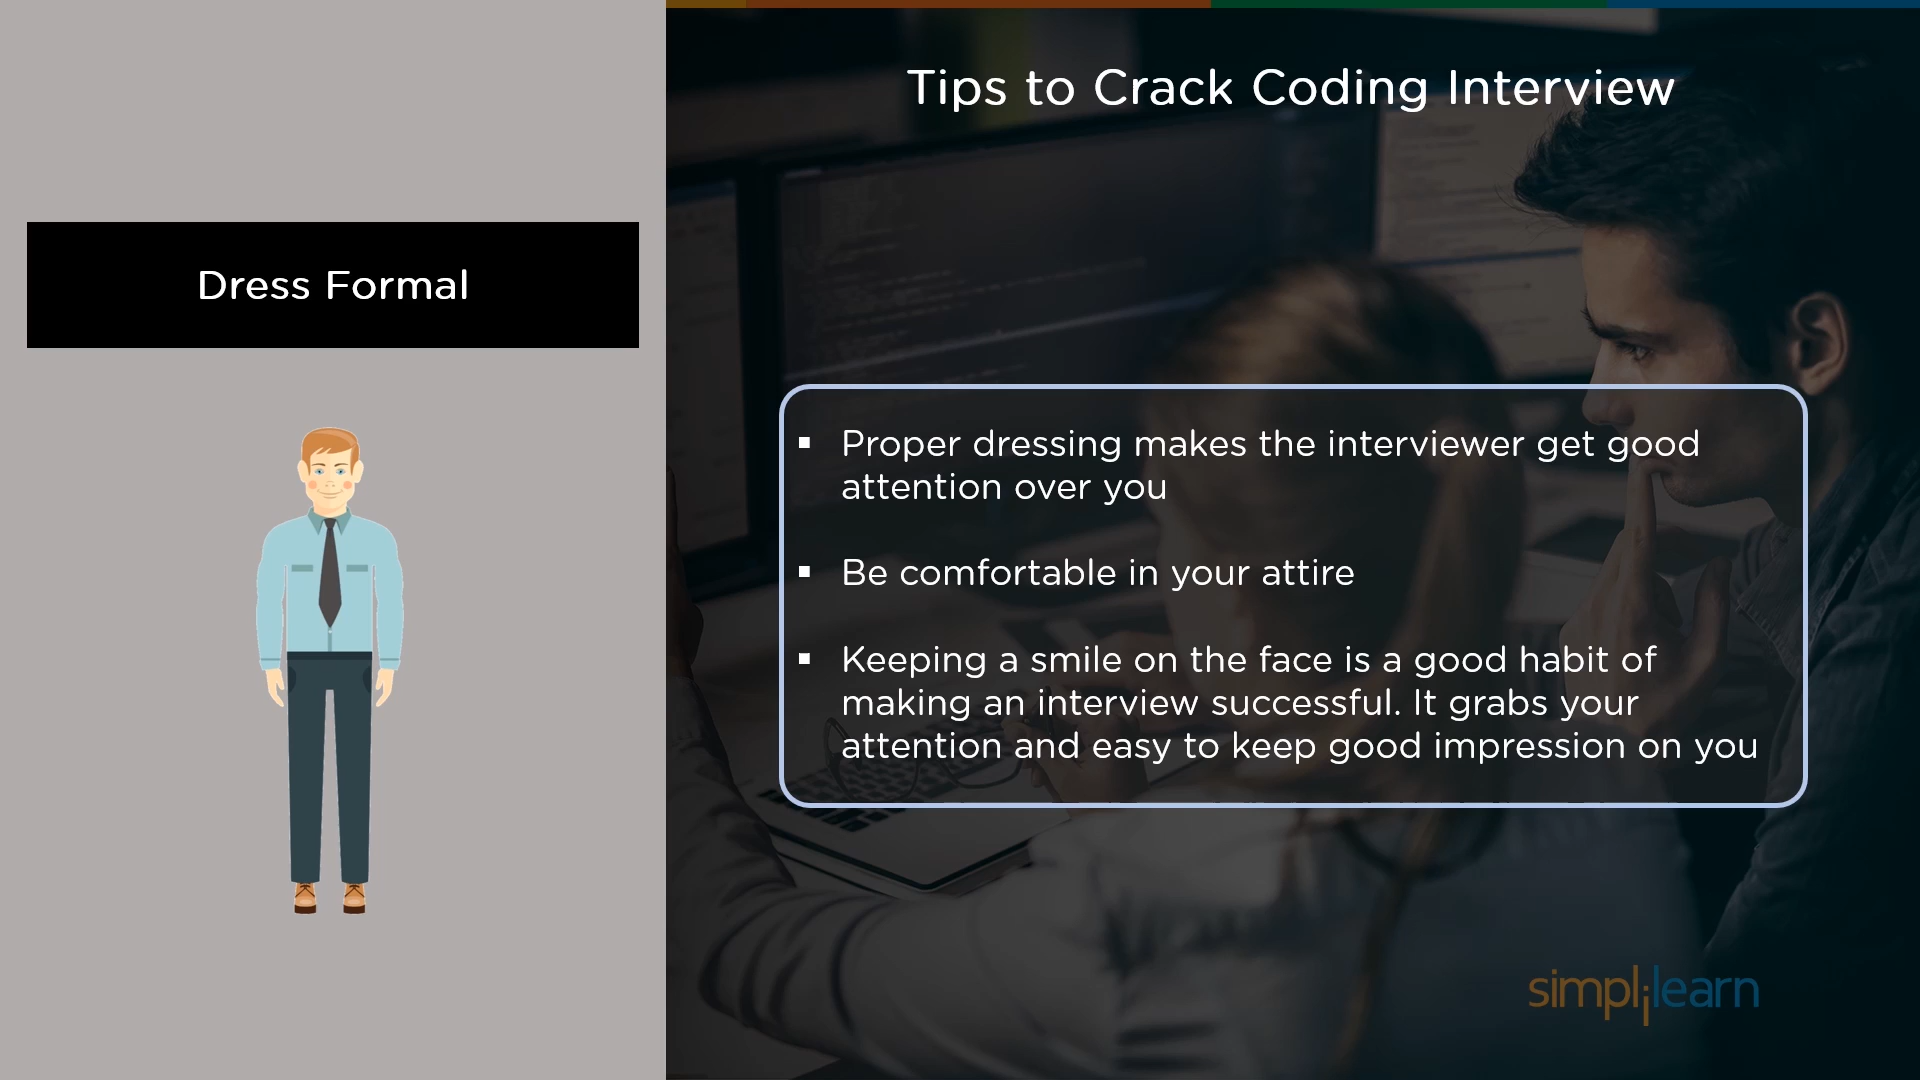 Tips to Crack Coding Interview
Dress Formal
▪ Proper dressing makes the interviewer get good
attention over you
▪ Be comfortable in your attire
▪ Keeping a smile on the face is a good habit of
making an interview successful. It grabs your
attention and easy to keep good impression on you
simplilearn